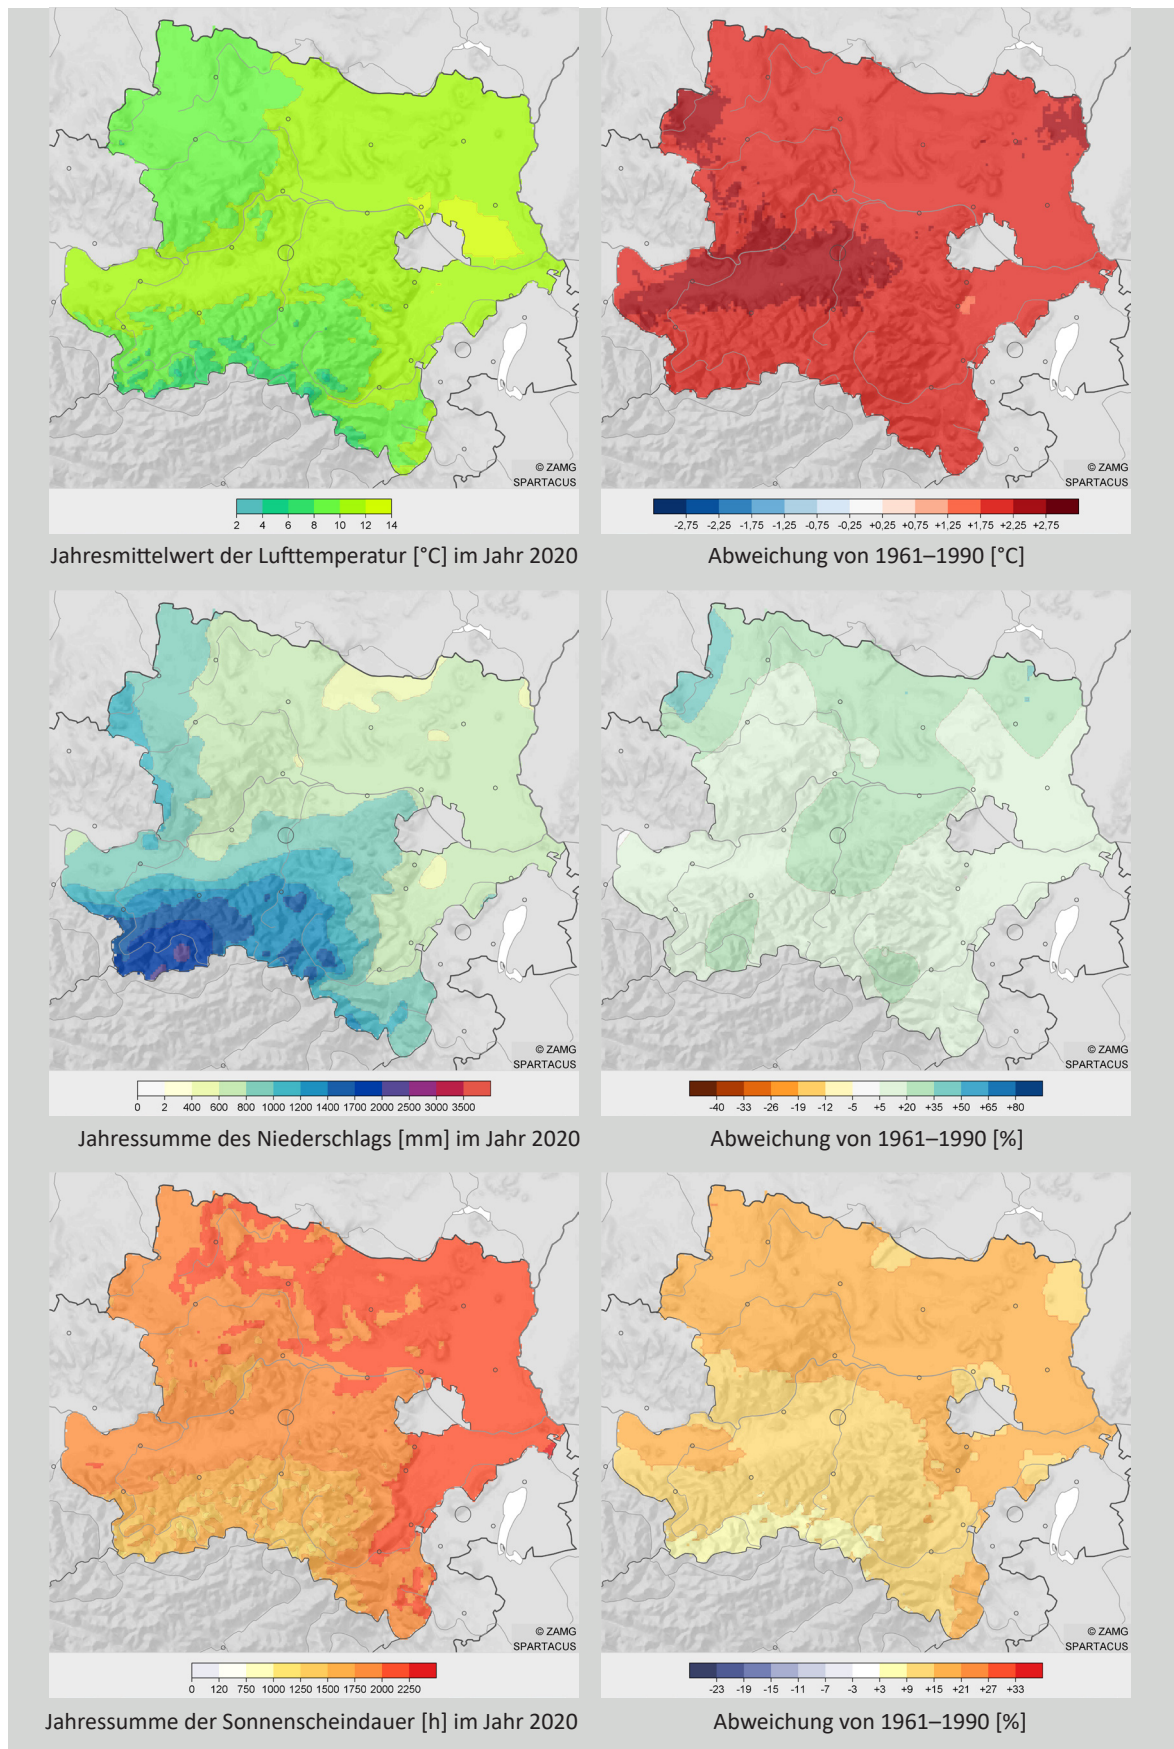 © ZAMG
SPARTACUS
© ZAMG
SPARTACUS
2 4 6 8 10 12 14
-2,75 -2,25 -1,75 -1,25 -0,75 -0,25 +0,25 +0,75 +1,25 +1,75 +2,25 +2,75
Jahresmittelwert der Lufttemperatur [°C] im Jahr 2020
Abweichung von 1961–1990 [°C]
© ZAMG
SPARTACUS
© ZAMG
SPARTACUS
0 2 400 600 800 1000 1200 1400 1700 2000 2500 3000 3500
-40 -33 -26 -19 -12 -5 +5 +20 +35 +50 +65 +80
Jahressumme des Niederschlags [mm] im Jahr 2020
Abweichung von 1961–1990 [%]
© ZAMG
SPARTACUS
© ZAMG
SPARTACUS
0 120 750 1000 1250 1500 1750 2000 2250
-23 -19 -15 -11 -7 -3 +3 +9 +15 +21 +27 +33
Jahressumme der Sonnenscheindauer [h] im Jahr 2020
Abweichung von 1961–1990 [%]